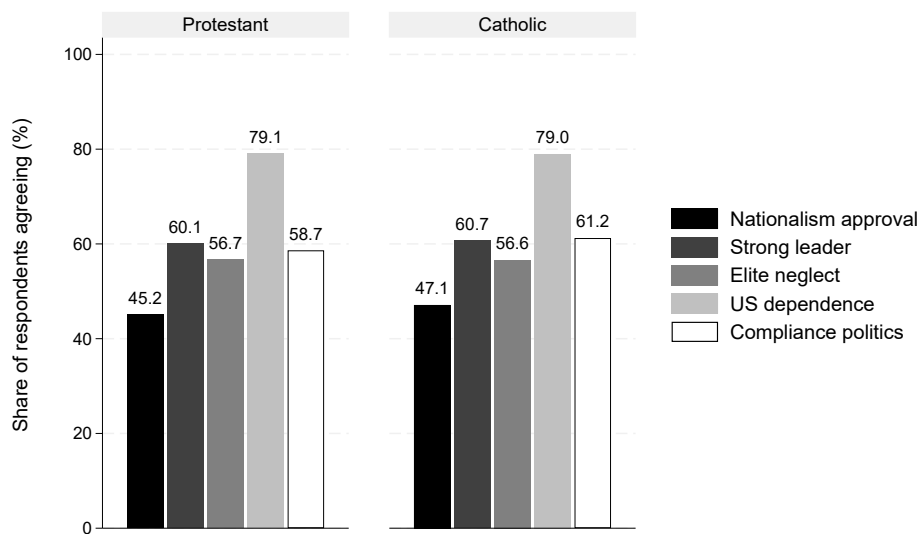 Protestant
Catholic
Share of respondents agreeing (%)
100
80
60
40
20
0
45.2
60.1
56.7
79.1
58.7
47.1
60.7
56.6
79.0
61.2
Nationalism approval
Strong leader
Elite neglect
US dependence
Compliance politics